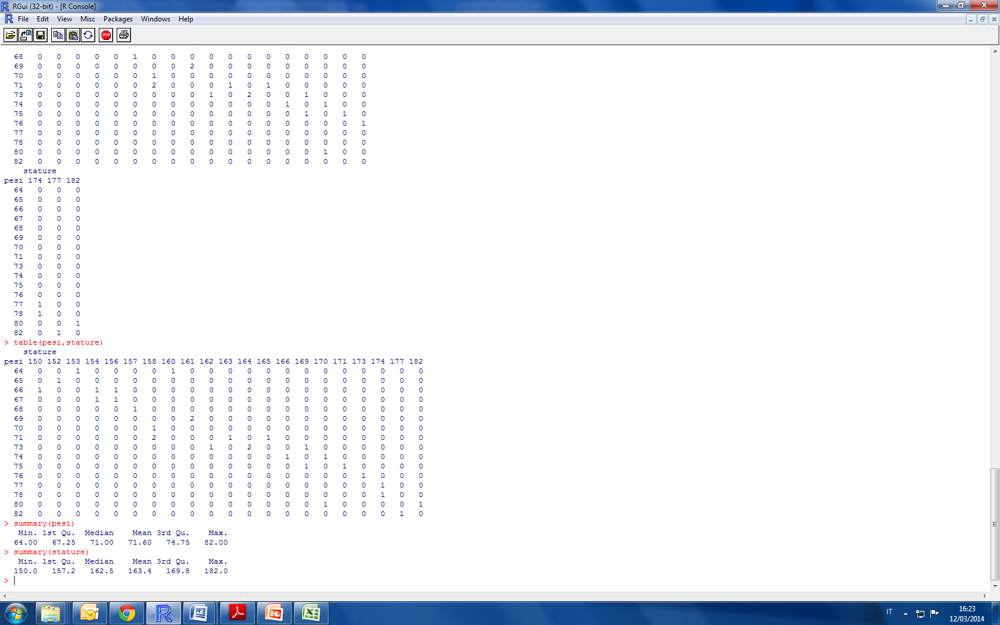 RGui (32-bit) - [R Console]
File Edit View Misc Packages Windows Help
STOP
68 0 0 0 0 0 1 0 0 0 0 0 0 0 0 0 0 0 0
69 0 0 0 0 0 0 0 0 2 0 0 0 0 0 0 0 0 0
70 0 0 0 0 0 0 1 0 0 0 0 0 0 0 0 0 0 0
71 0 0 0 0 0 0 2 0 0 0 1 0 1 0 0 0 0 0
73 0 0 0 0 0 0 0 0 0 1 0 2 0 0 1 0 0 0
74 0 0 0 0 0 0 0 0 0 0 0 0 0 1 0 1 0 0
75 0 0 0 0 0 0 0 0 0 0 0 0 0 0 1 0 1 0
76 0 0 0 0 0 0 0 0 0 0 0 0 0 0 0 0 0 1
77 0 0 0 0 0 0 0 0 0 0 0 0 0 0 0 0 0 0
78 0 0 0 0 0 0 0 0 0 0 0 0 0 0 0 0 0 0
80 0 0 0 0 0 0 0 0 0 0 0 0 0 0 0 1 0 0
82 0 0 0 0 0 0 0 0 0 0 0 0 0 0 0 0 0 0
stature
pesi 174 177 182
64 0 0 0
65 0 0 0
66 0 0 0
67 0 0 0
68 0 0 0
69 0 0 0
70 0 0 0
71 0 0 0
73 0 0 0
74 0 0 0
75 0 0 0
76 0 0 0
77 1 0 0
78 1 0 0
80 0 0 1
82 0 1 0
> table(pesi,stature)
stature
pesi 150 152 153 154 156 157 158 160 161 162 163 164 165 166 169 170 171 173 174 177 182
64 0 0 1 0 0 0 0 1 0 0 0 0 0 0 0 0 0 0 0 0 0
65 0 1 0 0 0 0 0 0 0 0 0 0 0 0 0 0 0 0 0 0 0
66 1 0 0 1 1 0 0 0 0 0 0 0 0 0 0 0 0 0 0 0 0
67 0 0 0 1 1 0 0 0 0 0 0 0 0 0 0 0 0 0 0 0 0
68 0 0 0 0 0 1 0 0 0 0 0 0 0 0 0 0 0 0 0 0 0
69 0 0 0 0 0 0 0 0 2 0 0 0 0 0 0 0 0 0 0 0 0
70 0 0 0 0 0 0 1 0 0 0 0 0 0 0 0 0 0 0 0 0 0
71 0 0 0 0 0 0 2 0 0 0 1 0 1 0 0 0 0 0 0 0 0
73 0 0 0 0 0 0 0 0 0 1 0 2 0 0 1 0 0 0 0 0 0
74 0 0 0 0 0 0 0 0 0 0 0 0 0 1 0 1 0 0 0 0 0
75 0 0 0 0 0 0 0 0 0 0 0 0 0 0 1 0 1 0 0 0 0
76 0 0 0 0 0 0 0 0 0 0 0 0 0 0 0 0 0 1 0 0 0
77 0 0 0 0 0 0 0 0 0 0 0 0 0 0 0 0 0 0 1 0 0
78 0 0 0 0 0 0 0 0 0 0 0 0 0 0 0 0 0 0 1 0 0
80 0 0 0 0 0 0 0 0 0 0 0 0 0 0 0 1 0 0 0 0 1
82 0 0 0 0 0 0 0 0 0 0 0 0 0 0 0 0 0 0 0 1 0
> summary(pesi)
Min. 1st Qu. Median Mean 3rd Qu. Max.
64.00 67.25 71.00 71.60 74.75 82.00
> summary(stature)
Min. 1st Qu. Median Mean 3rd Qu. Max.
150.0 157.2 162.5 163.4 169.8 182.0
>
IT
16:23
12/03/2014